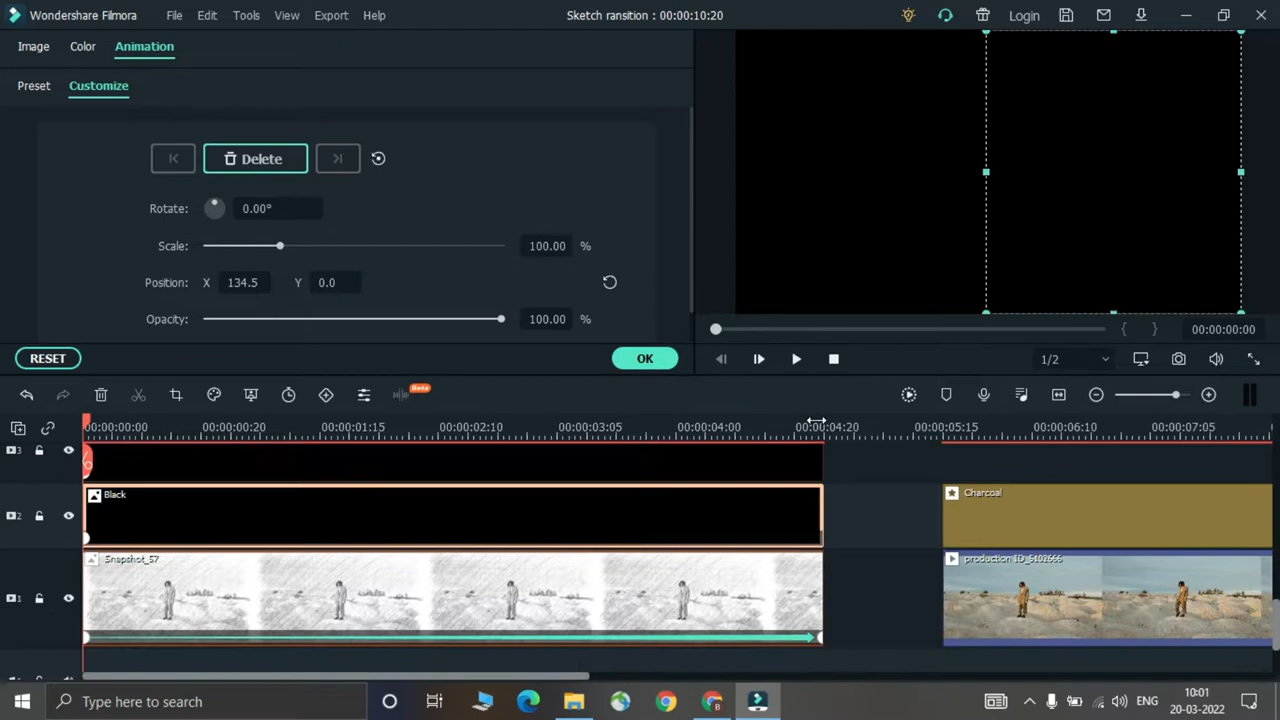 Wondershare Filmora File Edit Tools View Export Help Sketch ransition : 00:00:10:20 Login
Image Color Animation
Preset Customize
Delete
Rotate: 0.00°
Scale: 100.00 %
Position: X 134.5 Y 0.0
Opacity: 100.00 %
RESET OK
00:00:00:00
1/2
Beta
00:00:00:00 00:00:00:20 00:00:01:15 00:00:02:10 00:00:03:05 00:00:04:00 00:00:04:20 00:00:05:15 00:00:06:10 00:00:07:05
3
2 Black Charcoal
1 Snapshot_57 production ID_5102666
Type here to search
ENG
10:01
20-03-2022